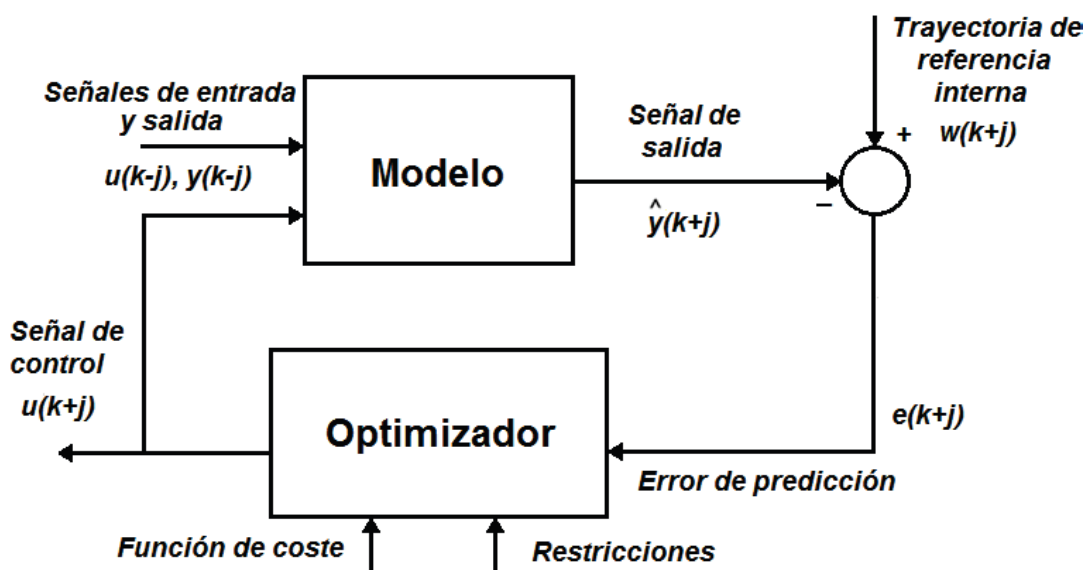 Trayectoria de
referencia
interna
w(k+j)
+
Señales de entrada
y salida
u(k-j), y(k-j)
Modelo
Señal de
salida
ŷ(k+j)
–
Señal de
control
u(k+j)
Optimizador
e(k+j)
Error de predicción
Función de coste
Restricciones